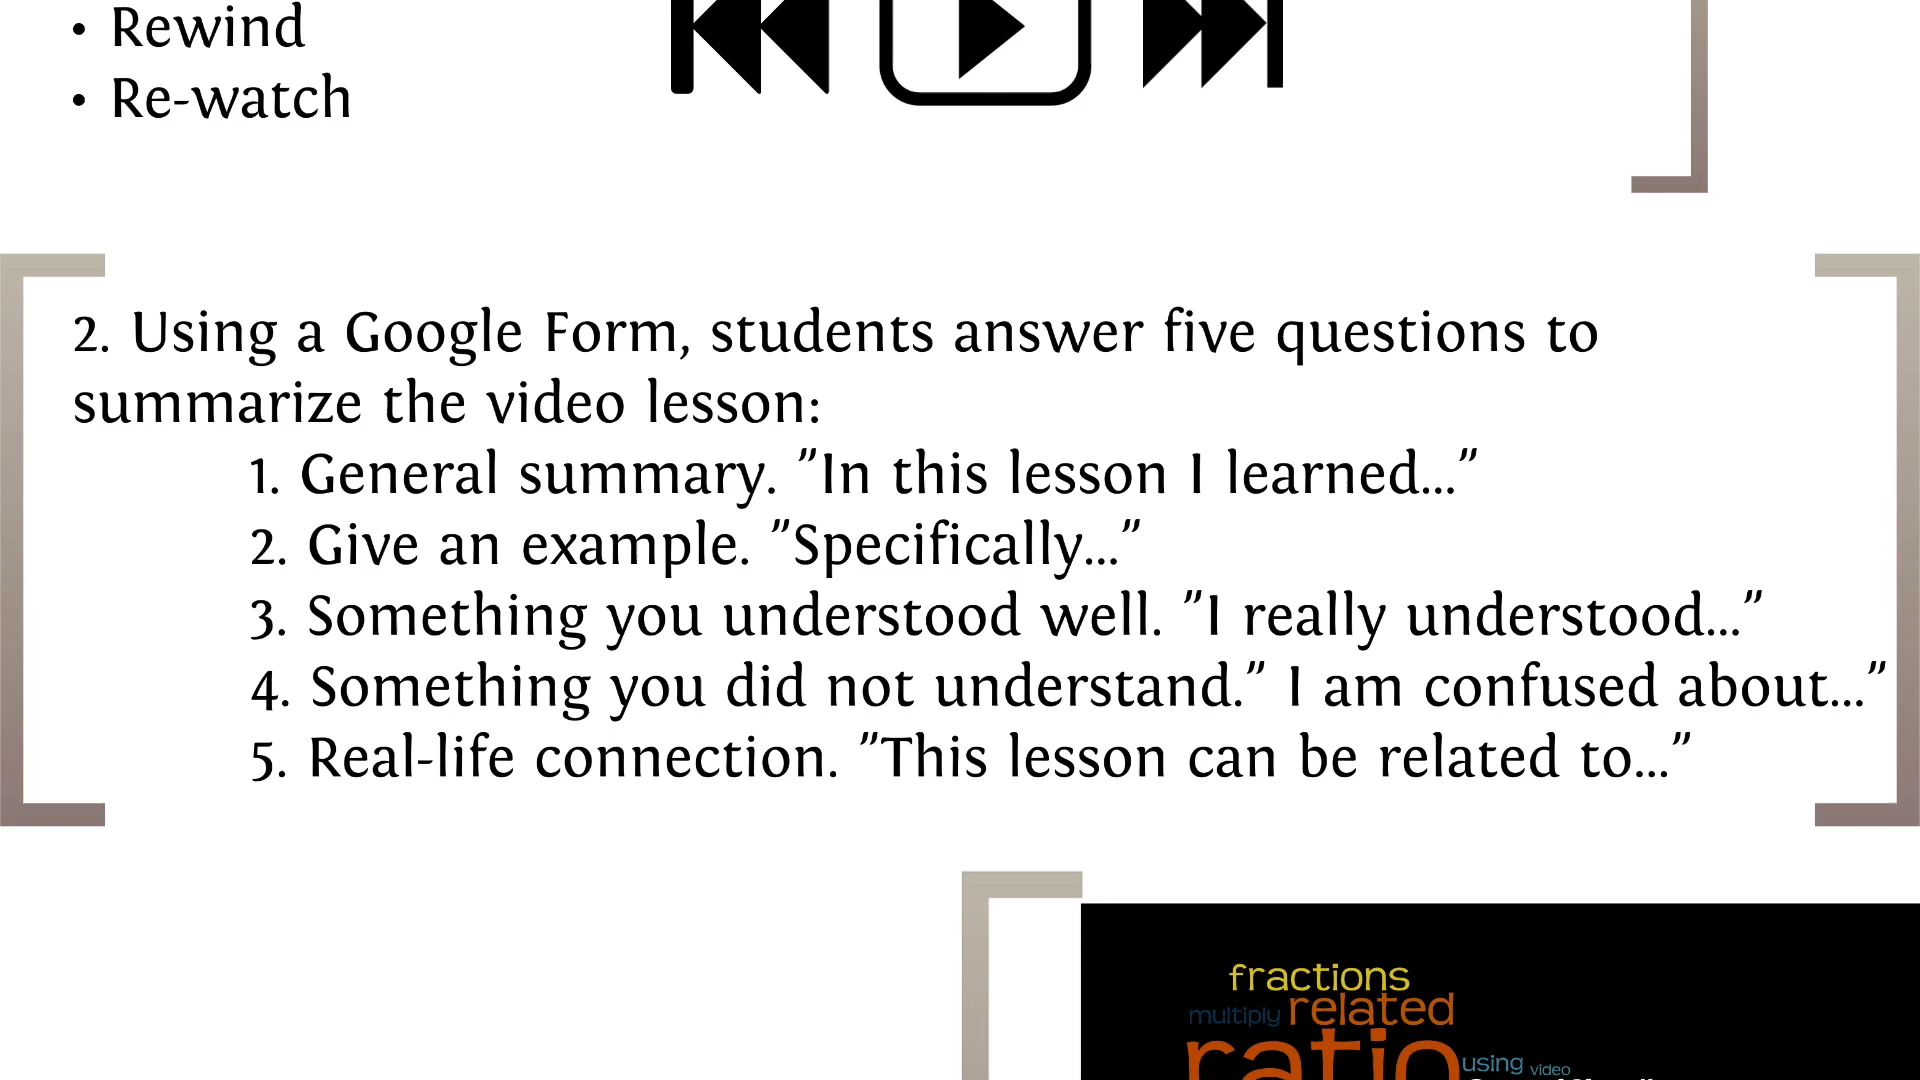 • Rewind
• Re-watch
2. Using a Google Form, students answer five questions to
summarize the video lesson:
1. General summary. "In this lesson I learned..."
2. Give an example. "Specifically..."
3. Something you understood well. "I really understood..."
4. Something you did not understand." I am confused about..."
5. Real-life connection. "This lesson can be related to..."
fractions
multiply related
ratio using video